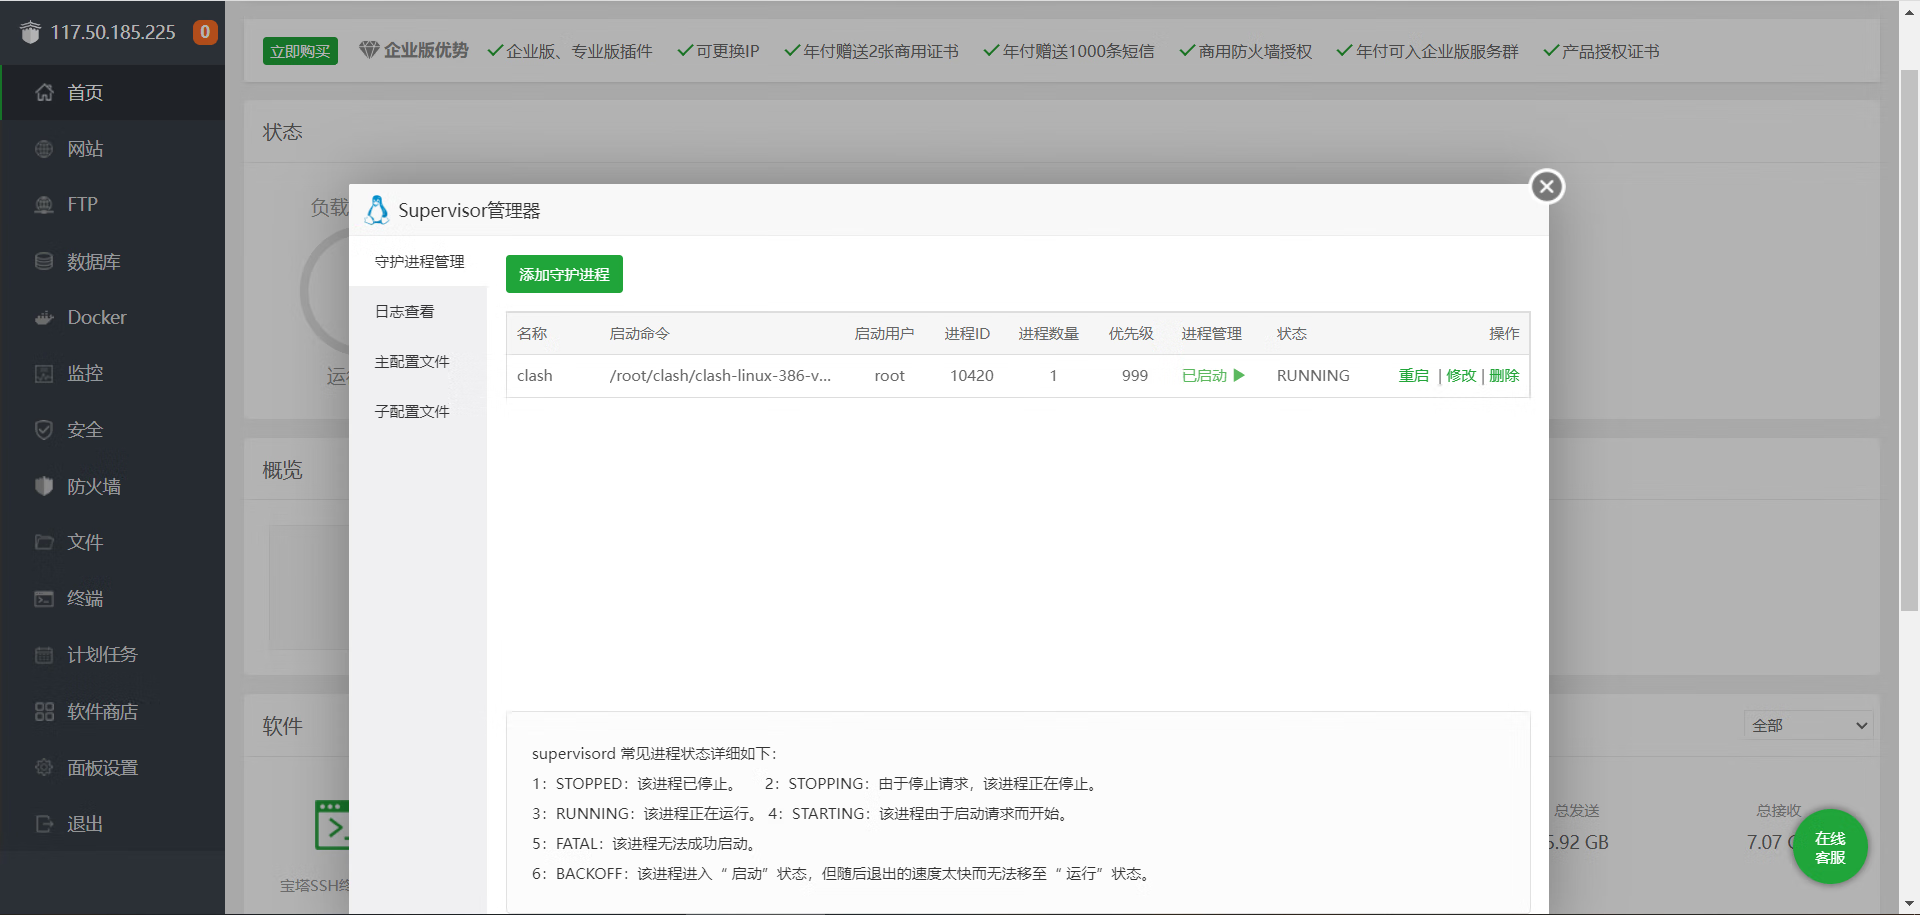 117.50.185.225 0
首页
网站
FTP
数据库
Docker
监控
安全
防火墙
文件
终端
计划任务
软件商店
面板设置
退出
立即购买 企业版优势 企业版、专业版插件 可更换IP 年付赠送2张商用证书 年付赠送1000条短信 商用防火墙授权 年付可入企业版服务群 产品授权证书
状态
负载
概览
软件
全部
宝塔SSH终
总发送
总接收
5.92 GB
7.07
在线
客服
Supervisor管理器
守护进程管理
日志查看
主配置文件
子配置文件
添加守护进程
名称 启动命令 启动用户 进程ID 进程数量 优先级 进程管理 状态 操作
clash /root/clash/clash-linux-386-v... root 10420 1 999 已启动 RUNNING 重启 | 修改 | 删除
supervisord 常见进程状态详细如下：
1：STOPPED：该进程已停止。 2：STOPPING：由于停止请求，该进程正在停止。
3：RUNNING：该进程正在运行。 4：STARTING：该进程由于启动请求而开始。
5：FATAL：该进程无法成功启动。
6：BACKOFF：该进程进入“ 启动”状态，但随后退出的速度太快而无法移至“ 运行”状态。